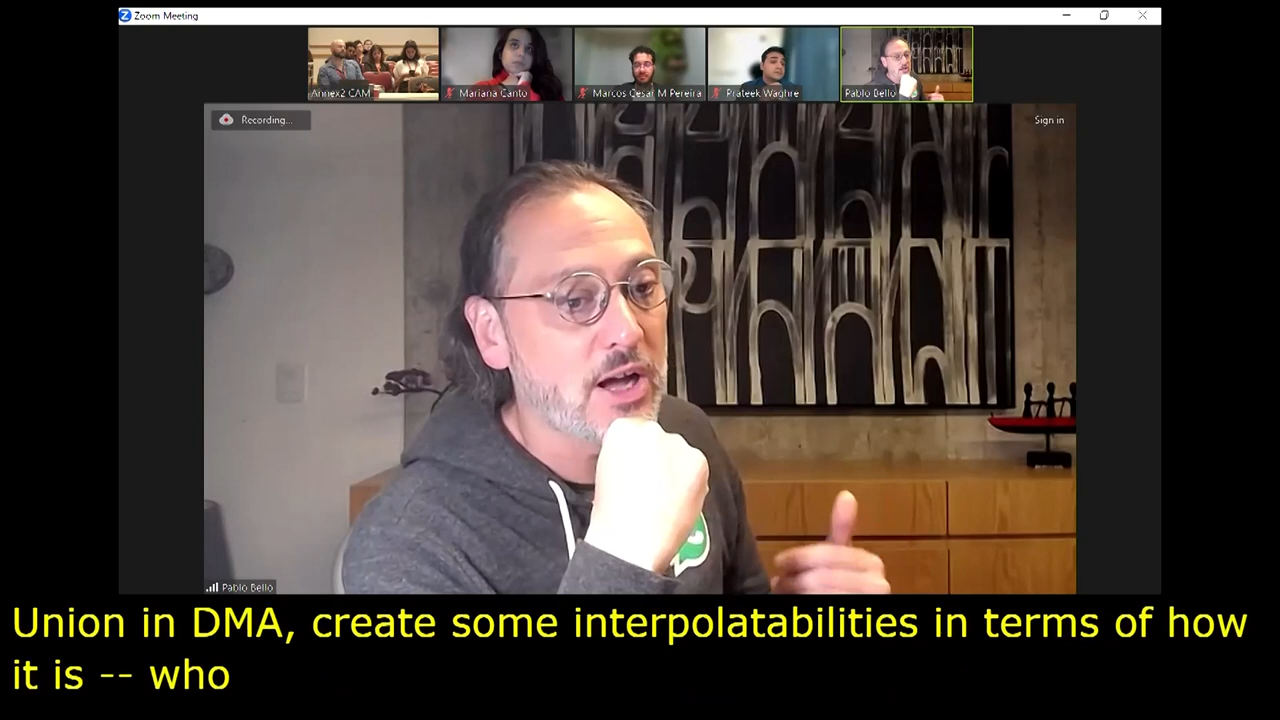 Zoom Meeting
Annex2 CAM
Mariana Canto
Marcos Cesar M Pereira
Prateek Waghre
Pablo Bello
Recording...
Sign in
Pablo Bello
Union in DMA, create some interpolatabilities in terms of how
it is -- who